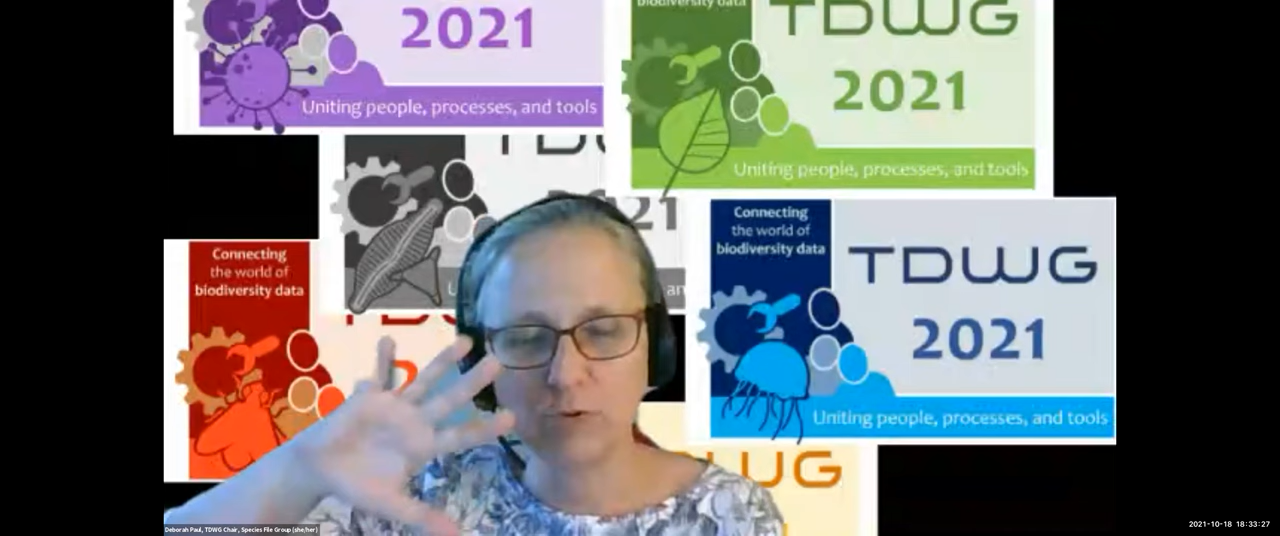 2021
Uniting people, processes, and tools
biodiversity data
TDWG
2021
Uniting people, processes, and tools
2021
Connecting
the world of
biodiversity data
Connecting
the world of
biodiversity data
TDWG
2021
Uniting people, processes, and tools
Deborah Paul, TDWG Chair, Species File Group (she/her)
2021-10-18 18:33:27